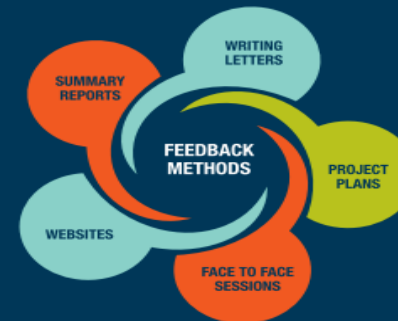 WRITING
LETTERS
SUMMARY
REPORTS
FEEDBACK
METHODS
PROJECT
PLANS
WEBSITES
FACE TO FACE
SESSIONS